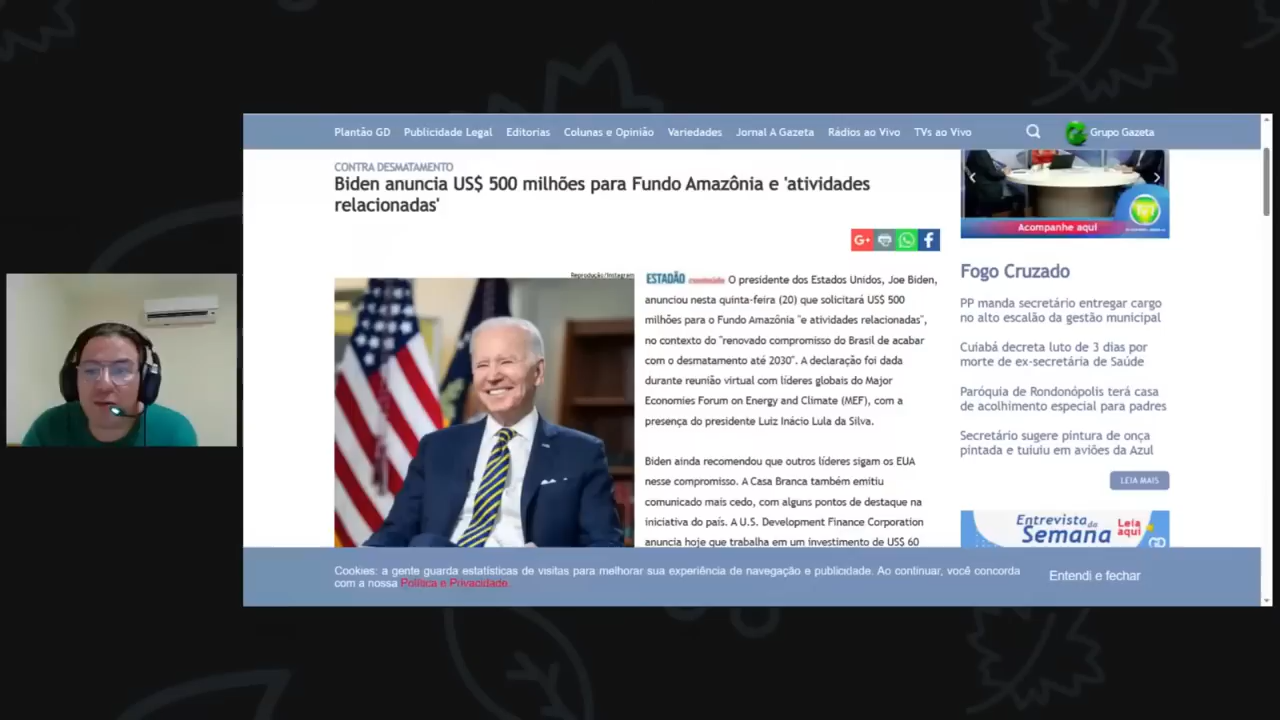 Plantão GD Publicidade Legal Editorias Colunas e Opinião Variedades Jornal A Gazeta Rádios ao Vivo TVs ao Vivo Grupo Gazeta
CONTRA DESMATAMENTO
Biden anuncia US$ 500 milhões para Fundo Amazônia e 'atividades
relacionadas'
G+
Reprodução/Instagram
ESTADÃO conteúdo O presidente dos Estados Unidos, Joe Biden,
anunciou nesta quinta-feira (20) que solicitará US$ 500
milhões para o Fundo Amazônia "e atividades relacionadas",
no contexto do "renovado compromisso do Brasil de acabar
com o desmatamento até 2030". A declaração foi dada
durante reunião virtual com líderes globais do Major
Economies Forum on Energy and Climate (MEF), com a
presença do presidente Luiz Inácio Lula da Silva.
Biden ainda recomendou que outros líderes sigam os EUA
nesse compromisso. A Casa Branca também emitiu
comunicado mais cedo, com alguns pontos de destaque na
iniciativa do país. A U.S. Development Finance Corporation
anuncia hoje que trabalha em um investimento de US$ 60
Acompanhe aqui
Fogo Cruzado
PP manda secretário entregar cargo
no alto escalão da gestão municipal
Cuiabá decreta luto de 3 dias por
morte de ex-secretária de Saúde
Paróquia de Rondonópolis terá casa
de acolhimento especial para padres
Secretário sugere pintura de onça
pintada e tuiuiu em aviões da Azul
LEIA MAIS
Entrevista da
Semana
Leia
aqui
GD
Cookies: a gente guarda estatísticas de visitas para melhorar sua experiência de navegação e publicidade. Ao continuar, você concorda
com a nossa Política e Privacidade.
Entendi e fechar